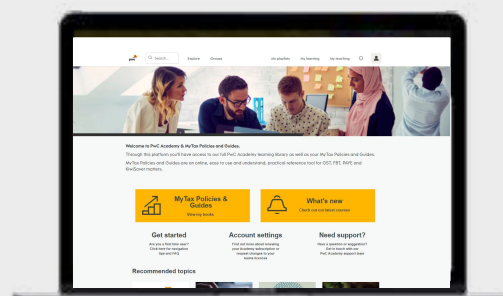 pwc
Search...
Explore
Groups
My playlists
My learning
My teaching
Welcome to PwC Academy & MyTax Policies and Guides.
Through this platform you'll have access to our full PwC Academy learning library as well as your MyTax Policies and Guides.
MyTax Policies and Guides are an online, easy to use and understand, practical reference tool for GST, FBT, PAYE and
KiwiSaver matters.
MyTax Policies &
Guides
View my guides
What's new
Check out our latest courses
Get started
Are you a first time user?
Click here for navigation
tips and FAQ
Account settings
Find out more about renewing
your Academy subscription or
request changes to your
teams licences
Need support?
Have a question or suggestion?
Get in touch with our
PwC Academy support team
Recommended topics